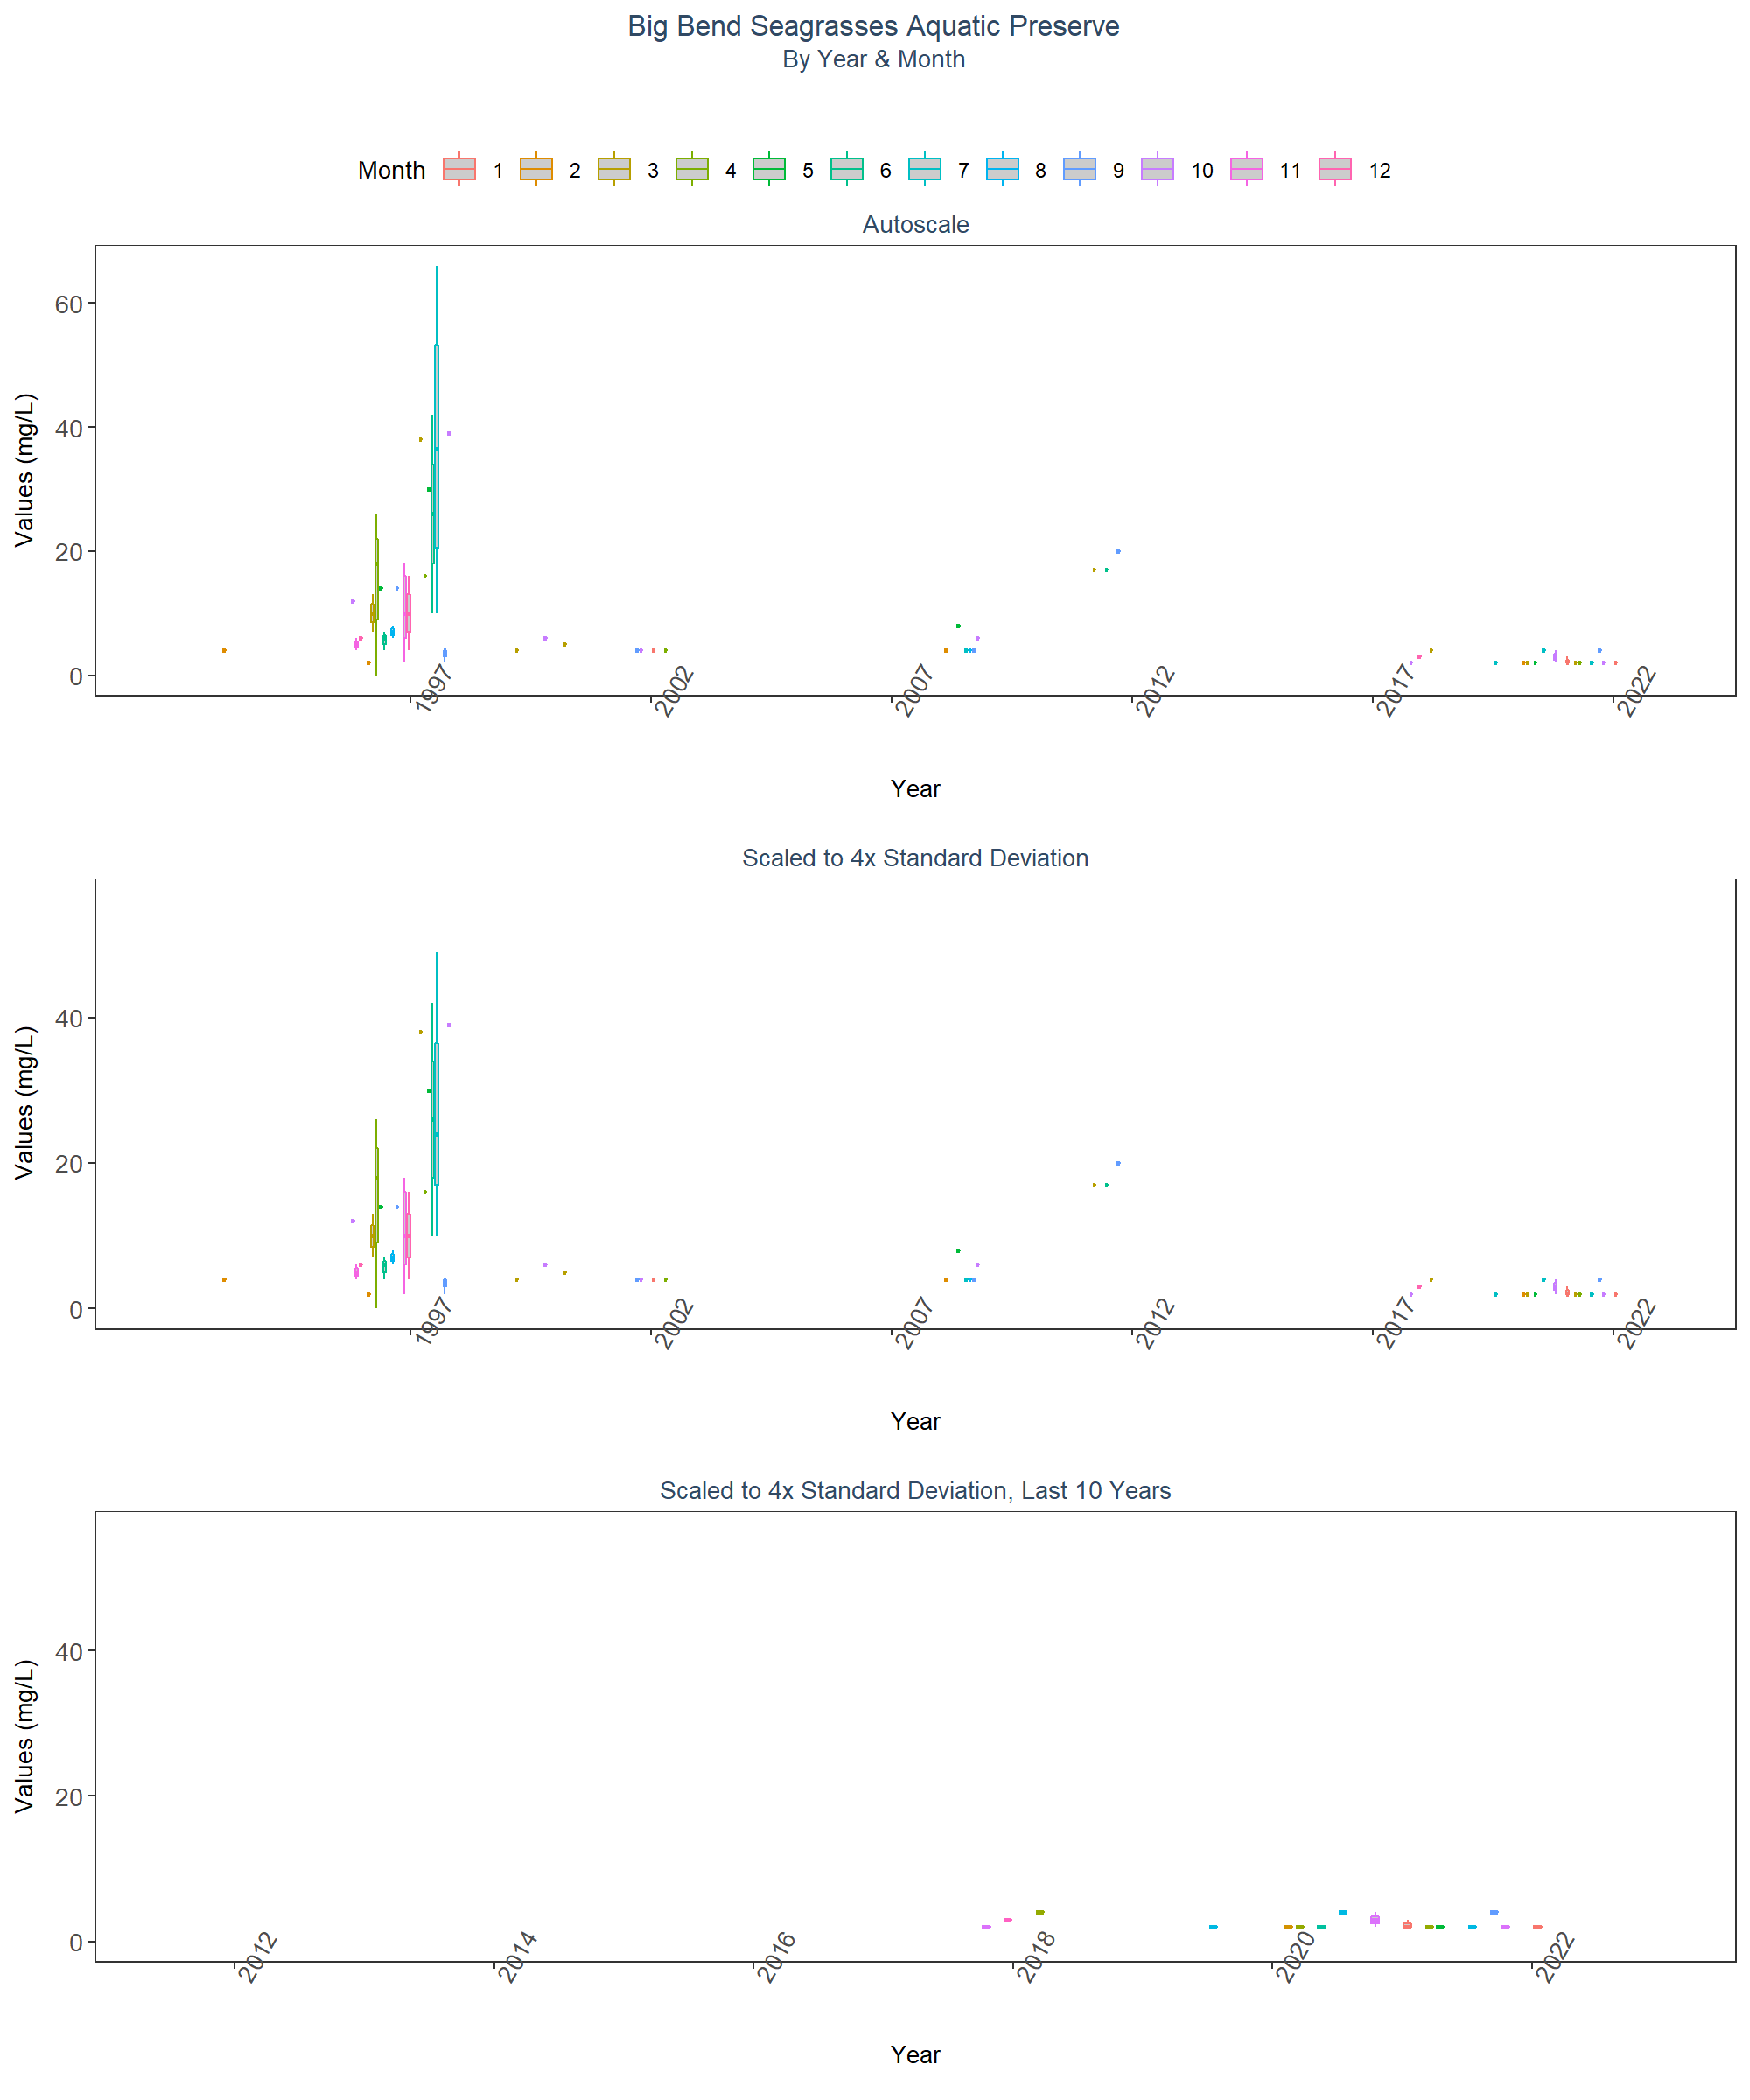 Big Bend Seagrasses Aquatic Preserve
By Year & Month
Month 1 2 3 4 5 6 7 8 9 10 11 12
Autoscale
Values (mg/L)
60
40
20
0
1997 2002 2007 2012 2017 2022
Year
Scaled to 4x Standard Deviation
Values (mg/L)
40
20
0
1997 2002 2007 2012 2017 2022
Year
Scaled to 4x Standard Deviation, Last 10 Years
Values (mg/L)
40
20
0
2012 2014 2016 2018 2020 2022
Year